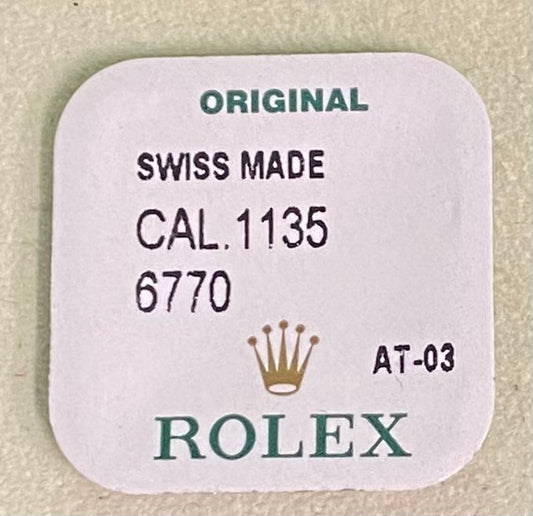 ORIGINAL
SWISS MADE
CAL.1135
6770
AT-03
ROLEX